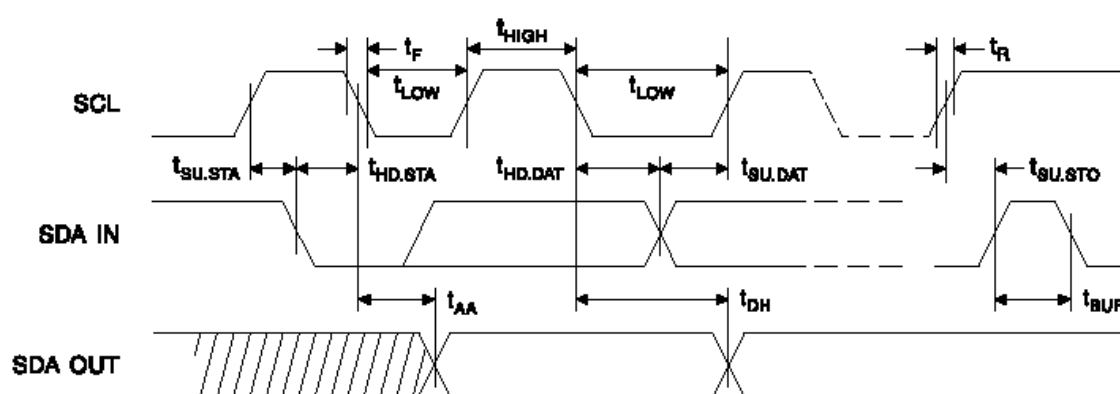 tHIGH
tF
tR
tLOW
tLOW
SCL
tSU.STA
tHD.STA
tHD.DAT
tSU.DAT
tSU.STO
SDA IN
tAA
tDH
tBUF
SDA OUT